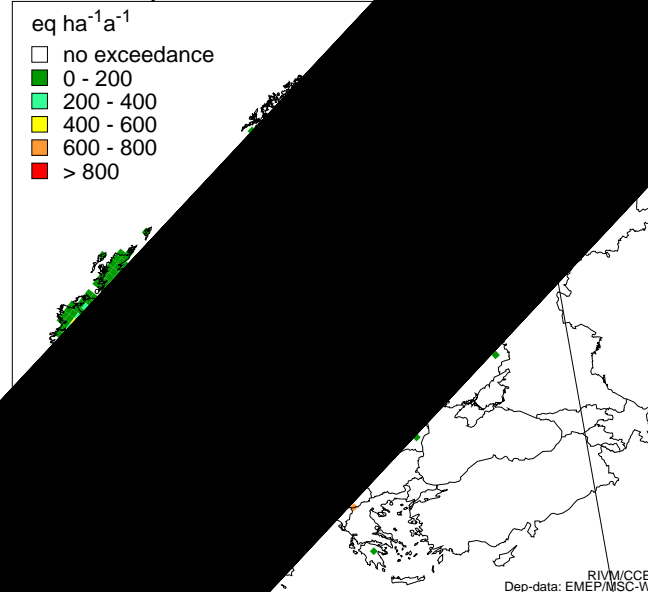 eq ha-1a-1
no exceedance
0 - 200
200 - 400
400 - 600
600 - 800
> 800
RIVM/CCE
Dep-data: EMEP/MSC-W